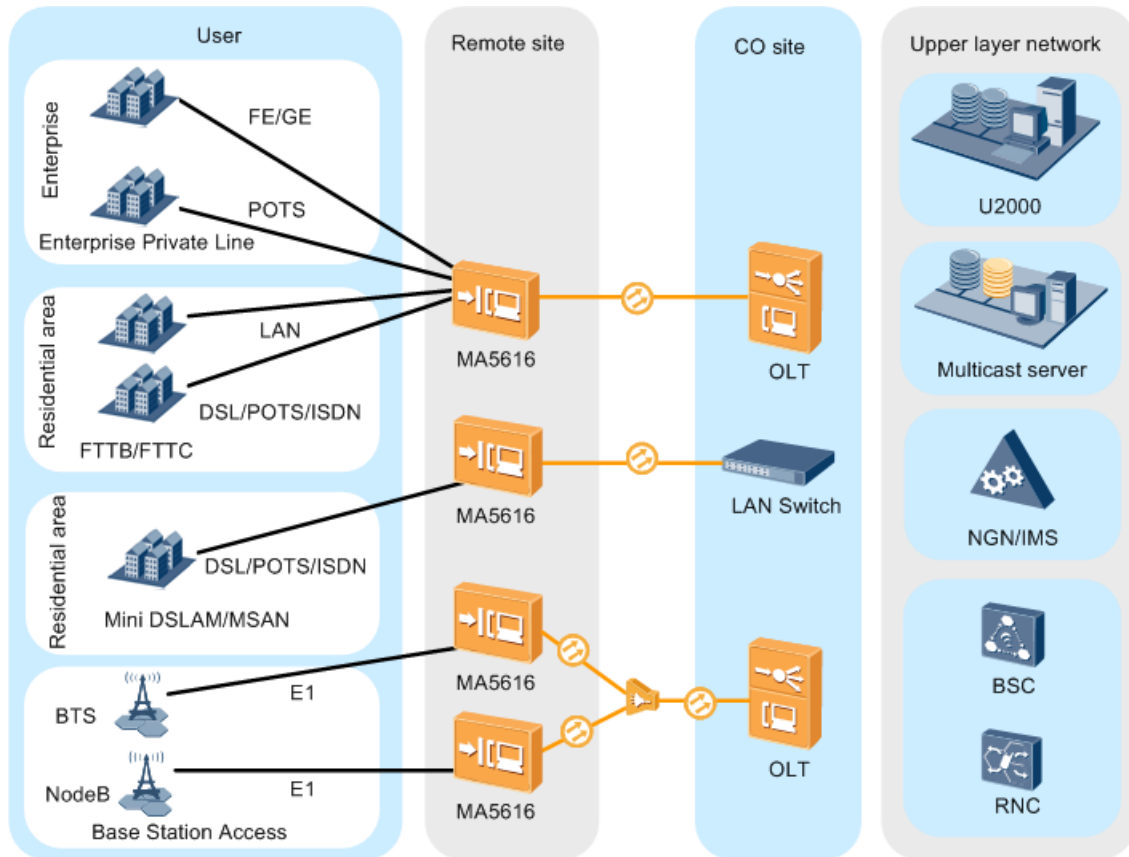 User
Remote site
CO site
Upper layer network
Enterprise
FE/GE
POTS
Enterprise Private Line
Residential area
LAN
DSL/POTS/ISDN
FTTB/FTTC
Residential area
DSL/POTS/ISDN
Mini DSLAM/MSAN
BTS
E1
NodeB
E1
Base Station Access
MA5616
MA5616
MA5616
MA5616
OLT
LAN Switch
OLT
U2000
Multicast server
NGN/IMS
BSC
RNC